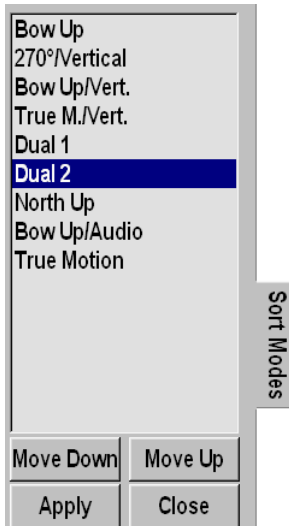 Bow Up
270°/Vertical
Bow Up/Vert.
True M./Vert.
Dual 1
Dual 2
North Up
Bow Up/Audio
True Motion
Sort Modes
Move Down
Move Up
Apply
Close